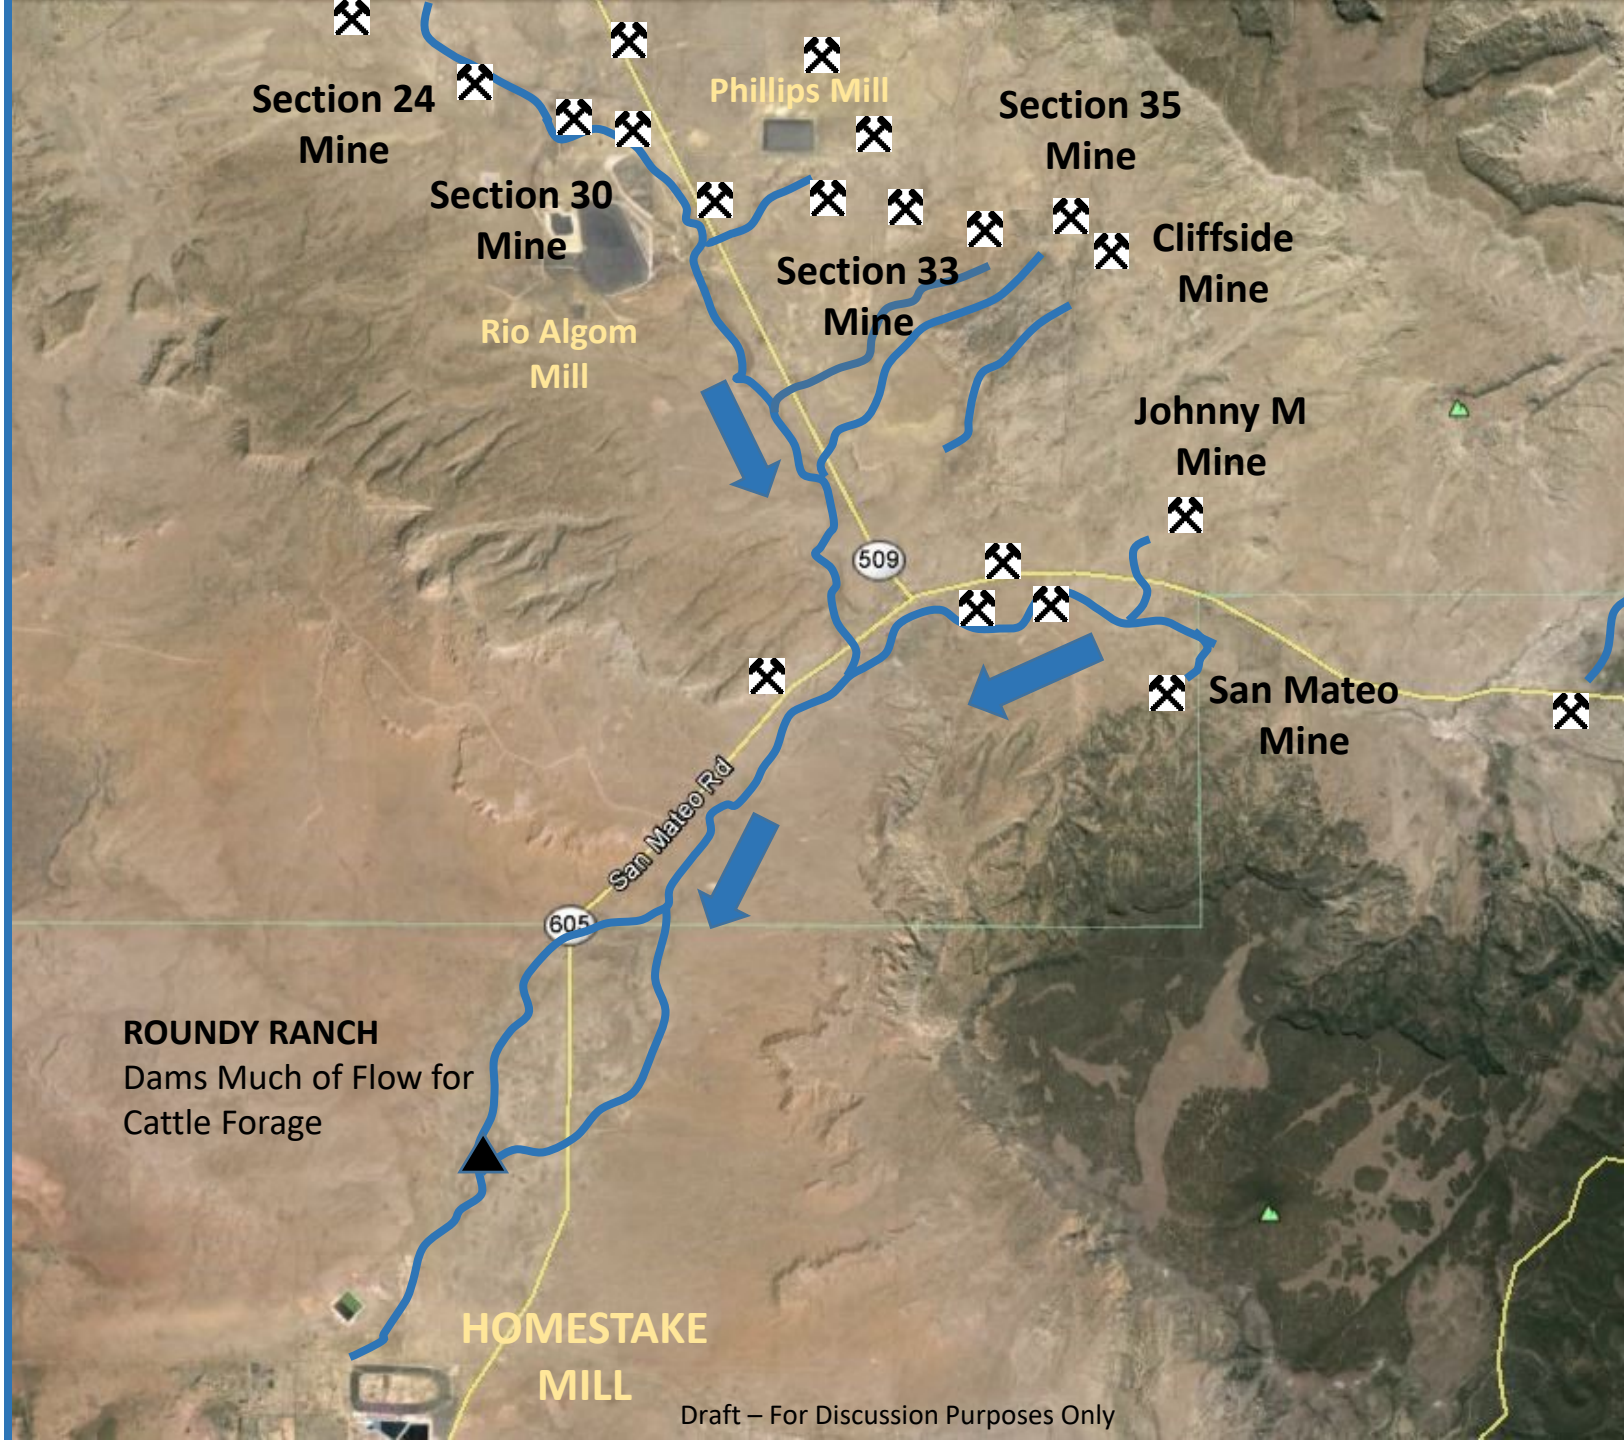 Phillips Mill
Section 24
Mine
Section 35
Mine
Section 30
Mine
Cliffside
Mine
Section 33
Mine
Rio Algom
Mill
Johnny M
Mine
509
San Mateo
Mine
San Mateo Rd
605
ROUNDY RANCH
Dams Much of Flow for
Cattle Forage
HOMESTAKE
MILL
Draft – For Discussion Purposes Only